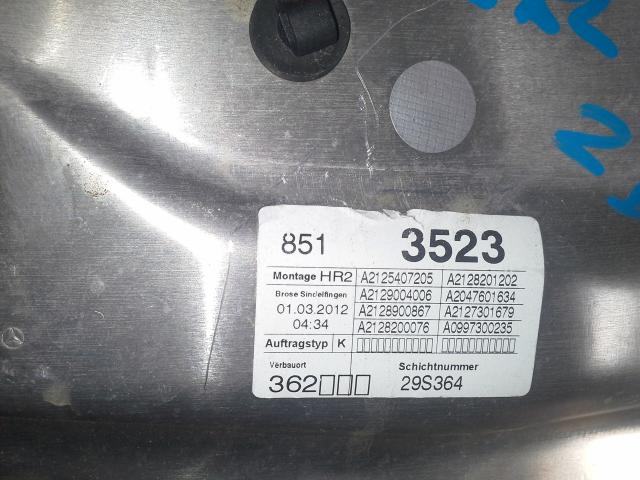 851 3523
Montage HR2 A2125407205 A2128201202
Brose Sindelfingen A2129004006 A2047601634
01.03.2012 A2128900867 A2127301679
04:34 A2128200076 A0997300235
Auftragstyp K
Verbauort Schichtnummer
362 29S364